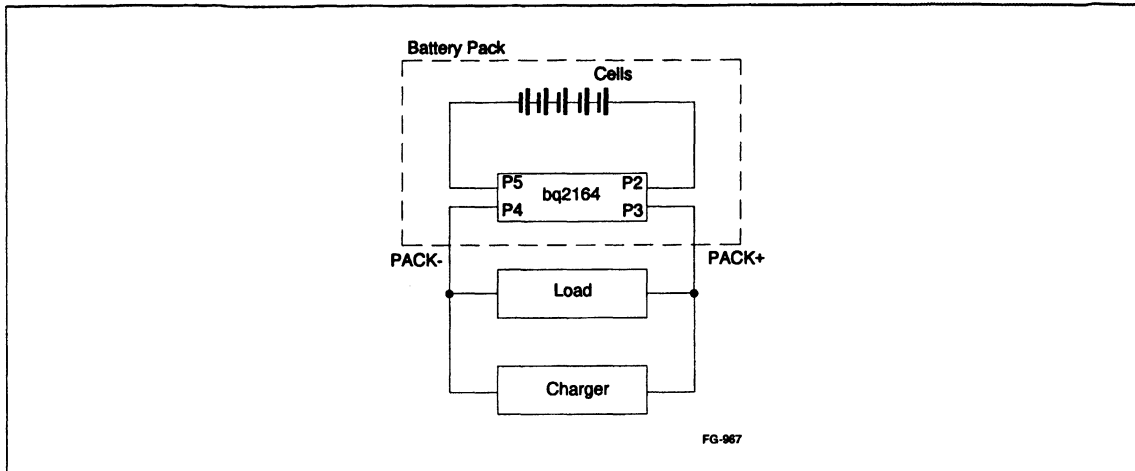 Battery Pack
Cells
P5 P2
bq2164
P4 P3
PACK-
PACK+
Load
Charger
FG-967